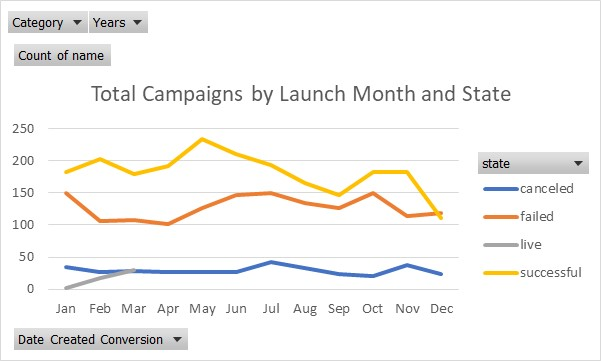 Category Years
Count of name
Total Campaigns by Launch Month and State
250
200
150
100
50
0
Jan Feb Mar Apr May Jun Jul Aug Sep Oct Nov Dec
state
canceled
failed
live
successful
Date Created Conversion